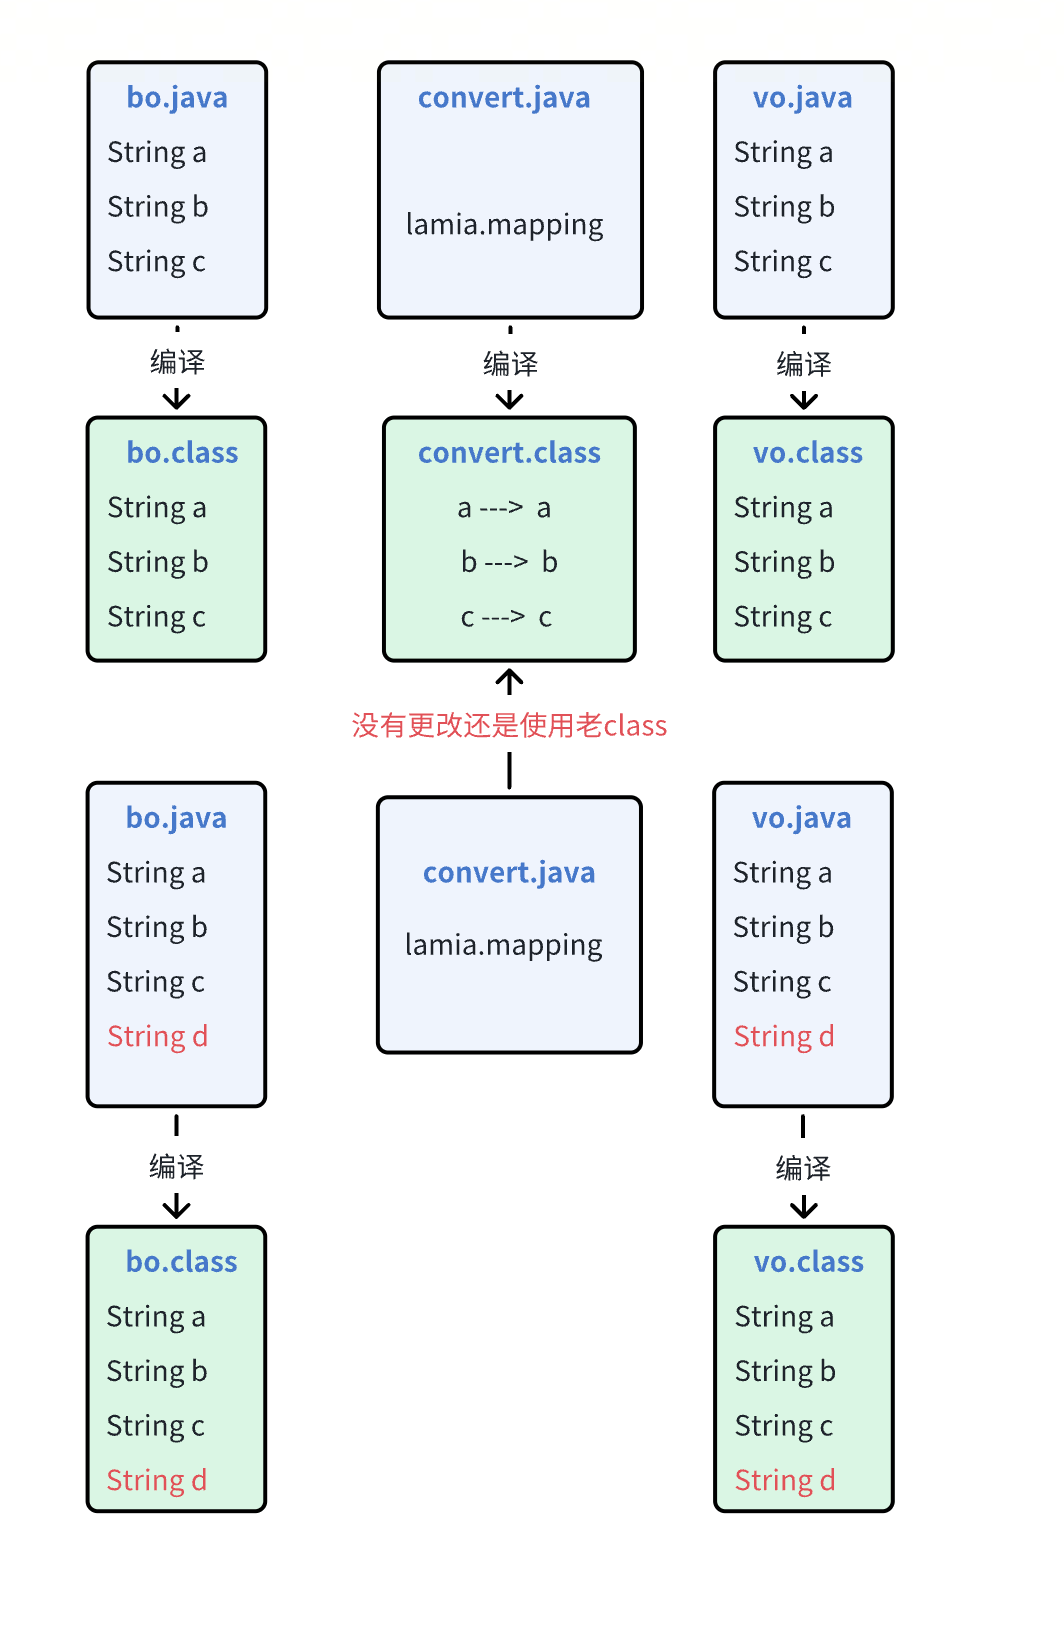 bo.java
String a
String b
String c
convert.java
lamia.mapping
vo.java
String a
String b
String c
编译
编译
编译
bo.class
String a
String b
String c
convert.class
a ---> a
b ---> b
c ---> c
vo.class
String a
String b
String c
没有更改还是使用老class
bo.java
String a
String b
String c
String d
convert.java
lamia.mapping
vo.java
String a
String b
String c
String d
编译
编译
bo.class
String a
String b
String c
String d
vo.class
String a
String b
String c
String d